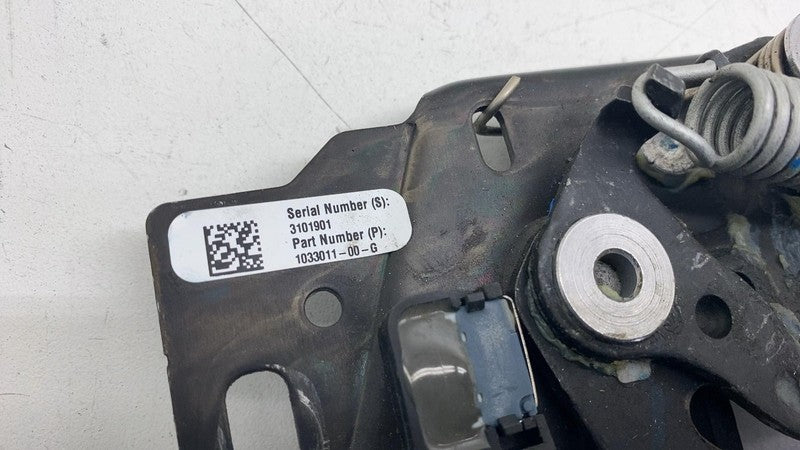 Serial Number (S):
3101901
Part Number (P):
1033011-00-G